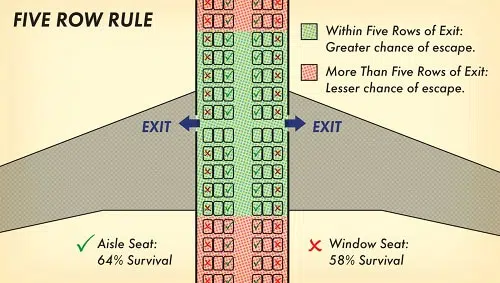 FIVE ROW RULE
Within Five Rows of Exit:
Greater chance of escape.
More Than Five Rows of Exit:
Lesser chance of escape.
EXIT
EXIT
Aisle Seat:
64% Survival
Window Seat:
58% Survival